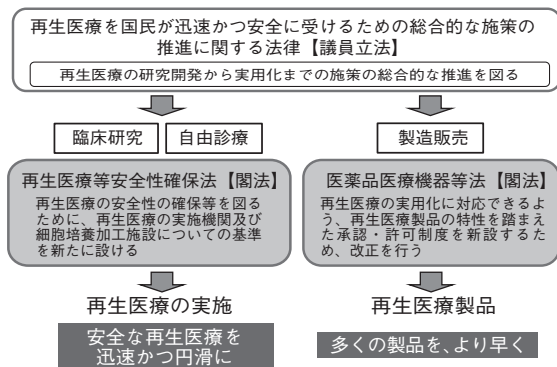 再生医療を国民が迅速かつ安全に受けるための総合的な施策の
推進に関する法律【議員立法】
再生医療の研究開発から実用化までの施策の総合的な推進を図る
臨床研究
自由診療
製造販売
再生医療等安全性確保法【閣法】
再生医療の安全性の確保等を図る
ために、再生医療の実施機関及び
細胞培養加工施設についての基準
を新たに設ける
医薬品医療機器等法【閣法】
再生医療の実用化に対応できるよ
う、再生医療製品の特性を踏まえ
た承認・許可制度を新設するた
め、改正を行う
再生医療の実施
再生医療製品
安全な再生医療を
迅速かつ円滑に
多くの製品を、より早く